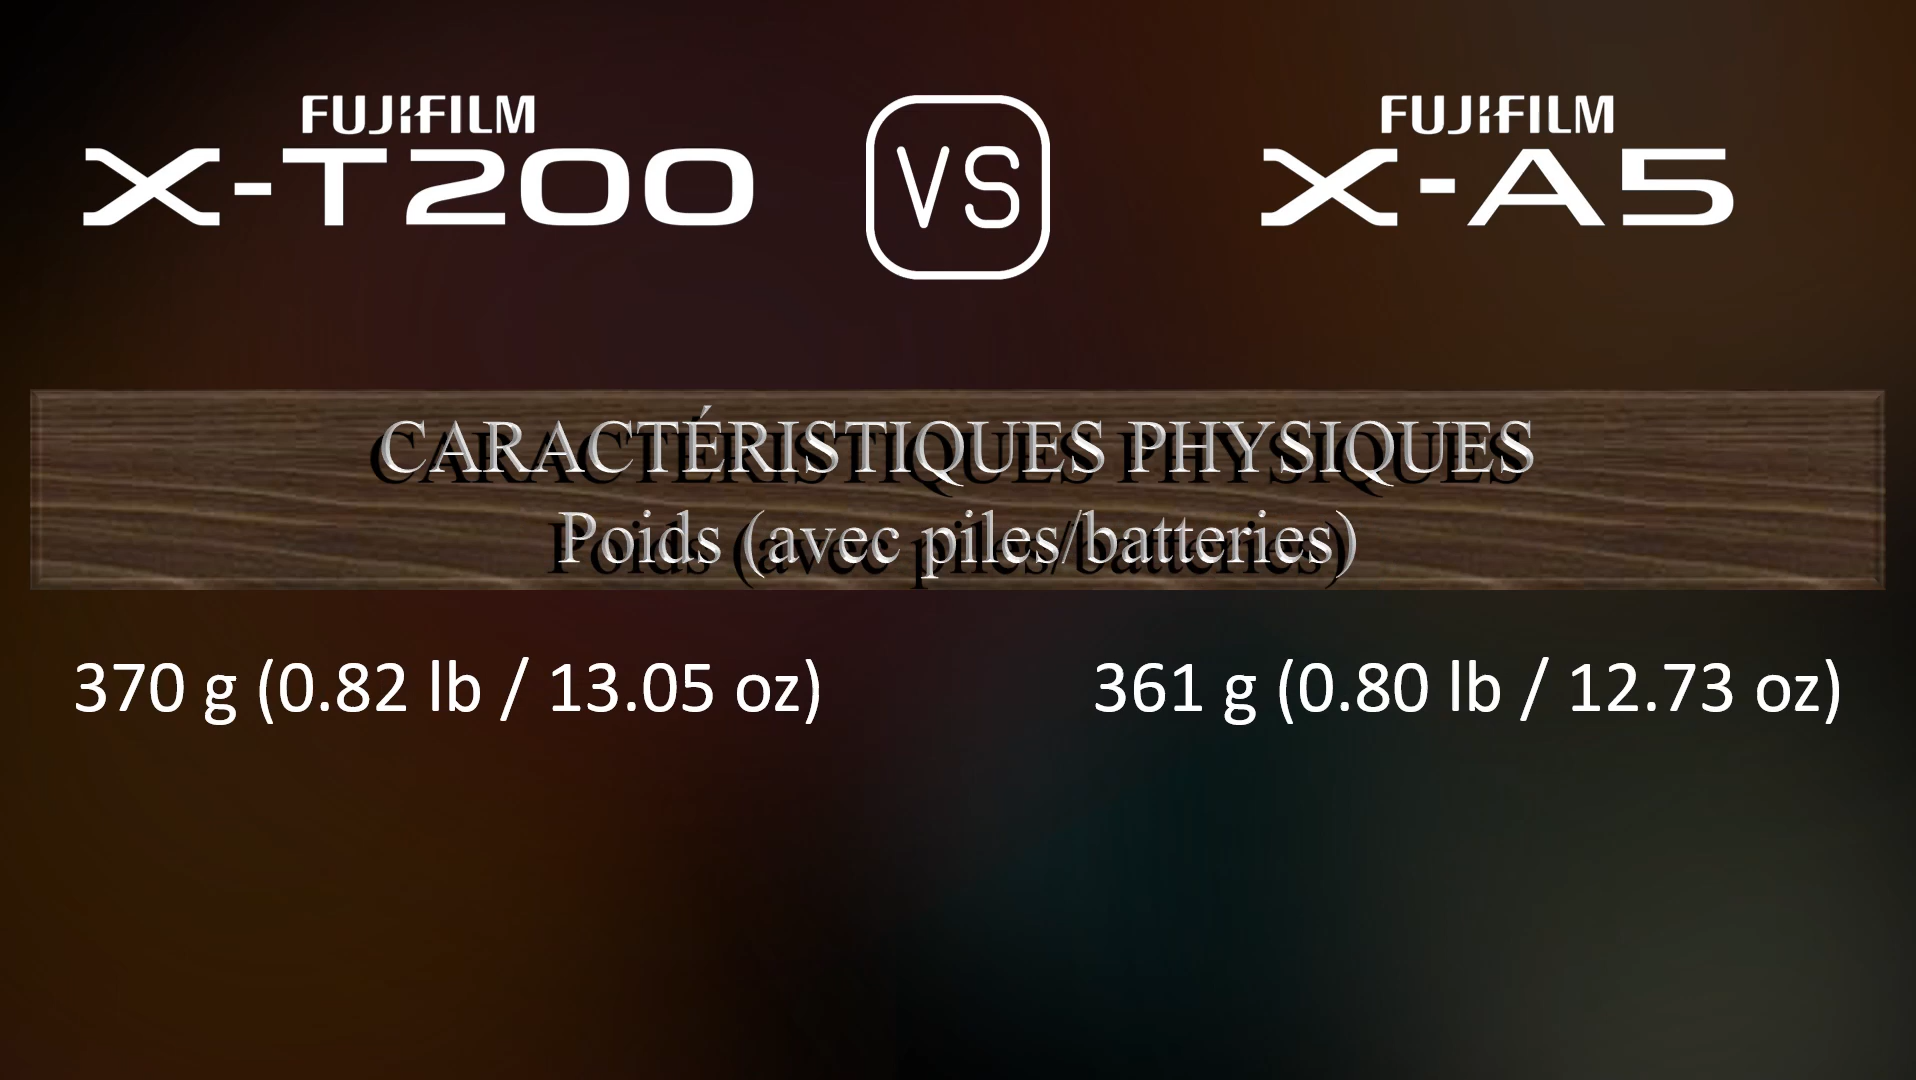 FUJIFILM
X-T200
VS
FUJIFILM
X-A5
CARACTÉRISTIQUES PHYSIQUES
Poids (avec piles/batteries)
370 g (0.82 lb / 13.05 oz)
361 g (0.80 lb / 12.73 oz)